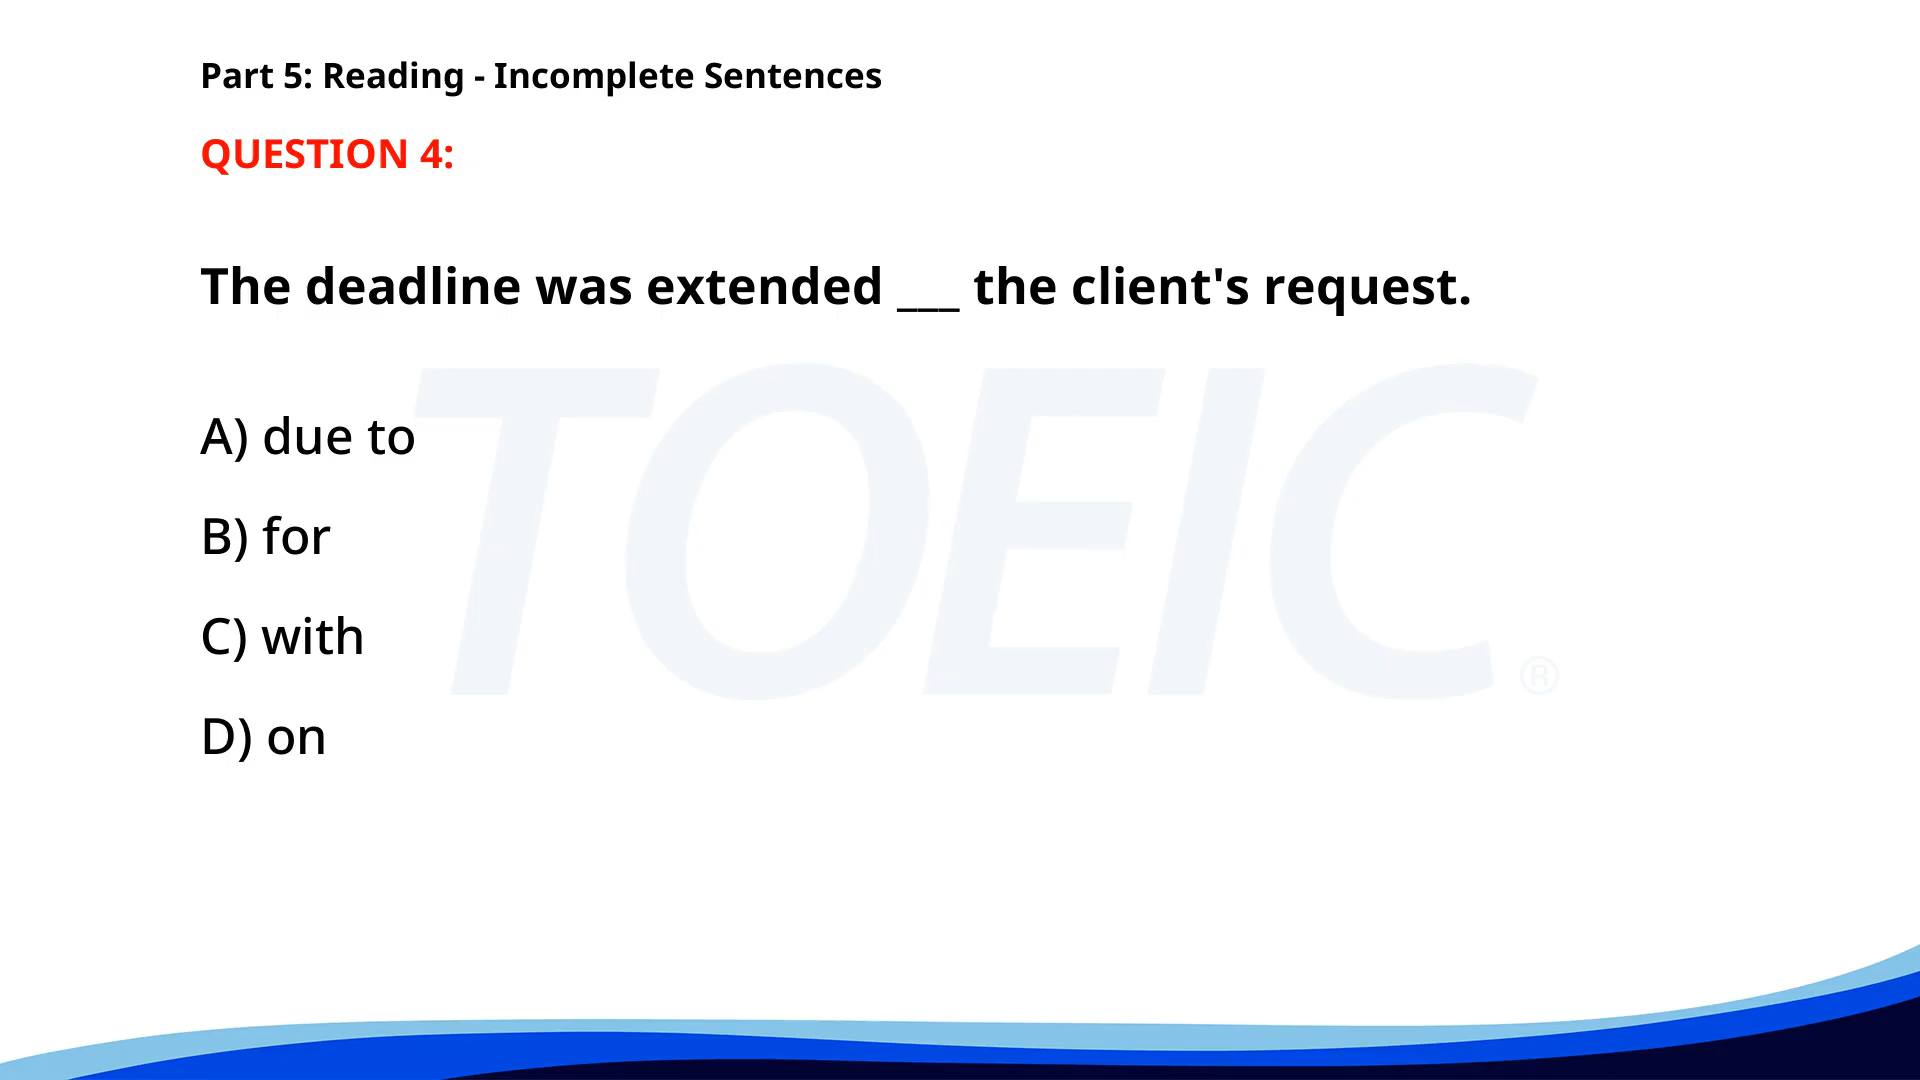 Part 5: Reading - Incomplete Sentences
QUESTION 4:
The deadline was extended ___ the client's request.
TOEIC®
A) due to
B) for
C) with
D) on